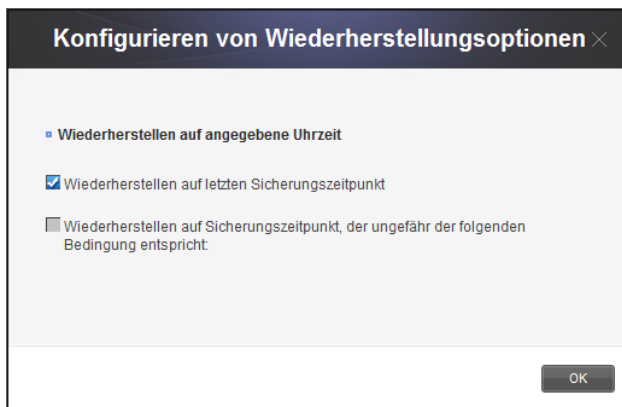 Konfigurieren von Wiederherstellungsoptionen
Wiederherstellen auf angegebene Uhrzeit
Wiederherstellen auf letzten Sicherungszeitpunkt
Wiederherstellen auf Sicherungszeitpunkt, der ungefähr der folgenden
Bedingung entspricht:
OK